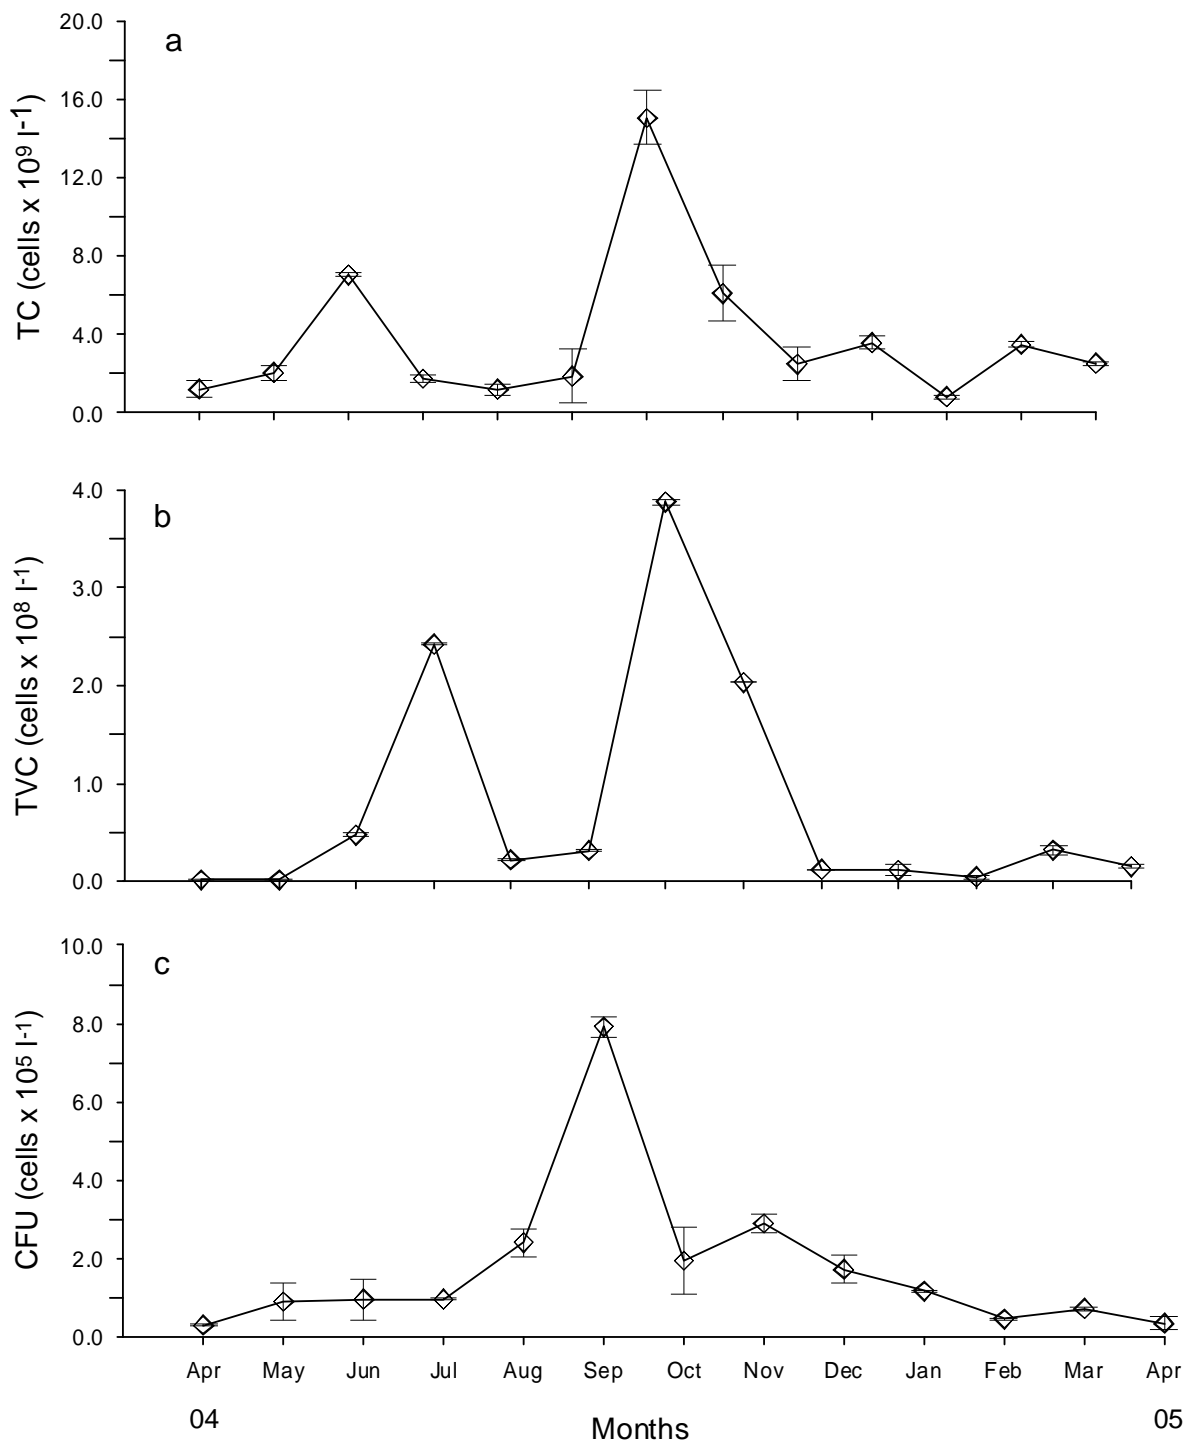 a
TC (cells x 10⁹ l-1)
20.0
16.0
12.0
8.0
4.0
0.0
b
TVC (cells x 10⁸ l-1)
4.0
3.0
2.0
1.0
0.0
c
CFU (cells x 10⁵ l-1)
10.0
8.0
6.0
4.0
2.0
0.0
Apr May Jun Jul Aug Sep Oct Nov Dec Jan Feb Mar Apr
04 05
Months